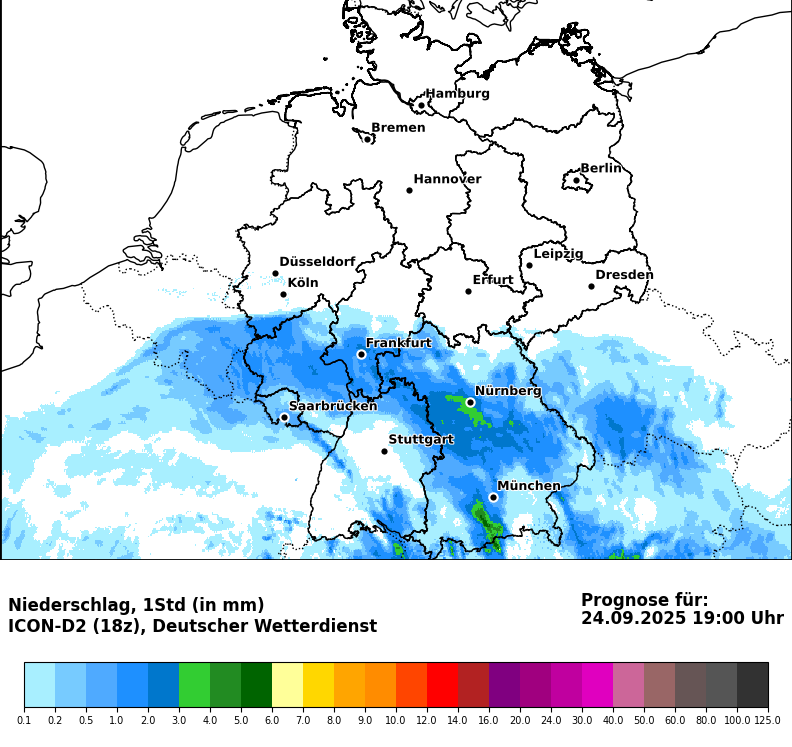 Hamburg
Bremen
Berlin
Hannover
Leipzig
Düsseldorf
Dresden
Köln
Erfurt
Frankfurt
Nürnberg
Saarbrücken
Stuttgart
München
Niederschlag, 1Std (in mm)
ICON-D2 (18z), Deutscher Wetterdienst
Prognose für:
24.09.2025 19:00 Uhr
0.1 0.2 0.5 1.0 2.0 3.0 4.0 5.0 6.0 7.0 8.0 9.0 10.0 12.0 14.0 16.0 20.0 24.0 30.0 40.0 50.0 60.0 80.0 100.0 125.0